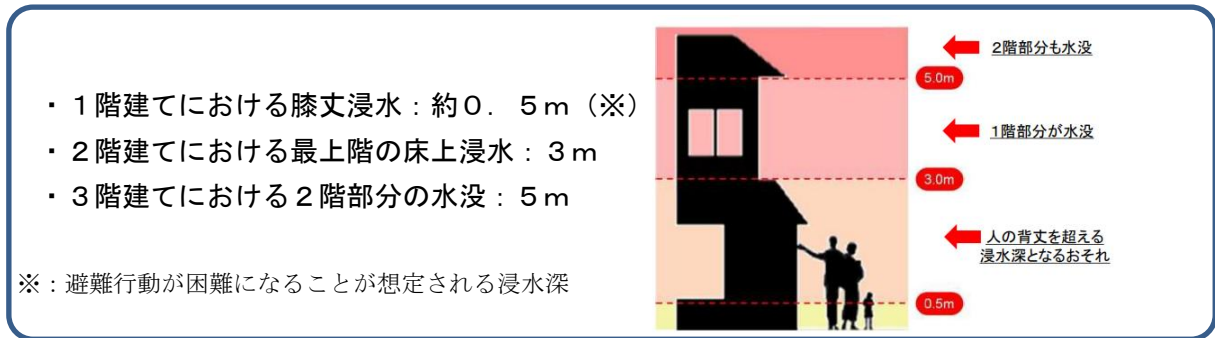 ・１階建てにおける膝丈浸水：約０．５ｍ（※）
・２階建てにおける最上階の床上浸水：３ｍ
・３階建てにおける２階部分の水没：５ｍ
※：避難行動が困難になることが想定される浸水深
2階部分も水没
5.0m
1階部分が水没
3.0m
人の背丈を超える
浸水深となるおそれ
0.5m